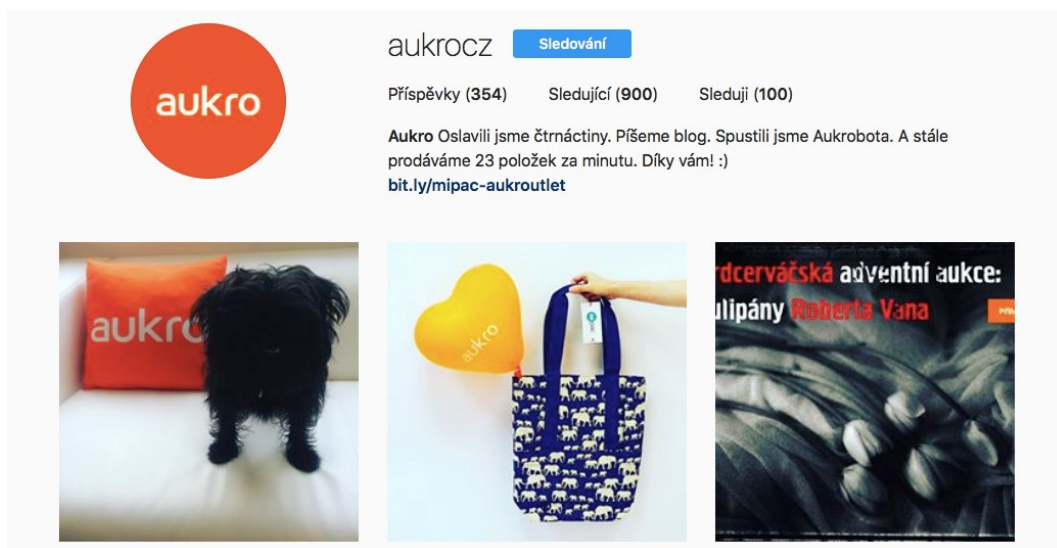 aukro
aukrocz
Sledování
Příspěvky (354) Sledující (900) Sleduji (100)
Aukro Oslavili jsme čtrnáctiny. Píšeme blog. Spustili jsme Aukrobota. A stále
prodáváme 23 položek za minutu. Díky vám! :)
bit.ly/mipac-aukroutlet
aukro
aukro
rdcerváčská adventní aukce:
ulipány Roberta Vana